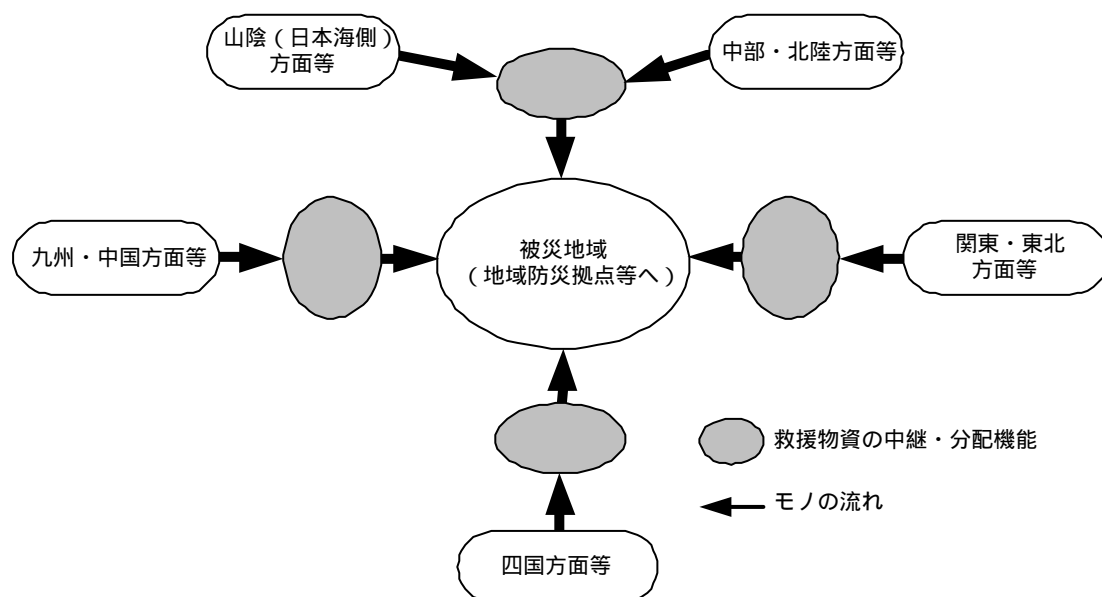 山陰（日本海側）
方面等
中部・北陸方面等
九州・中国方面等
被災地域
（地域防災拠点等へ）
関東・東北
方面等
救援物資の中継・分配機能
モノの流れ
四国方面等